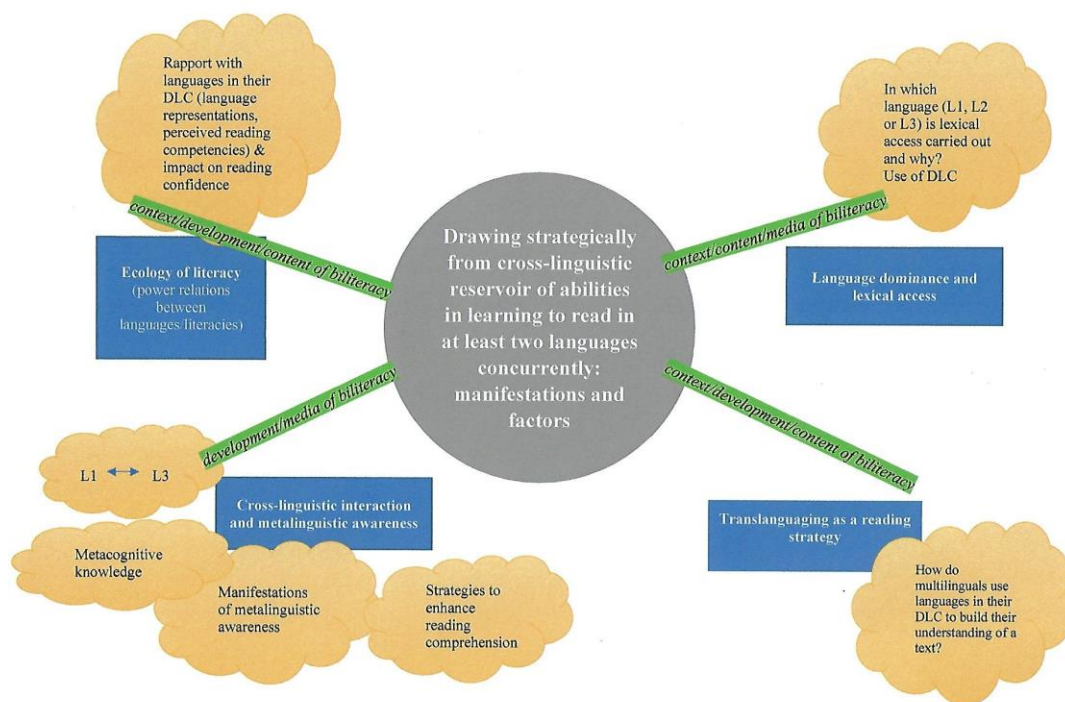 Rapport with
languages in their
DLC (language
representations,
perceived reading
competencies) &
impact on reading
confidence
context/development/content of biliteracy
Ecology of literacy
(power relations
between
languages/literacies)
In which
language (L1, L2
or L3) is lexical
access carried out
and why?
Use of DLC
context/content/media of biliteracy
Language dominance and
lexical access
Drawing strategically
from cross-linguistic
reservoir of abilities
in learning to read in
at least two languages
concurrently:
manifestations and
factors
development/media of biliteracy
L1 L3
Cross-linguistic interaction
and metalinguistic awareness
Metacognitive
knowledge
Manifestations
of metalinguistic
awareness
Strategies to
enhance
reading
comprehension
context/development/content of biliteracy
Translanguaging as a reading
strategy
How do
multilinguals use
languages in their
DLC to build their
understanding of a
text?